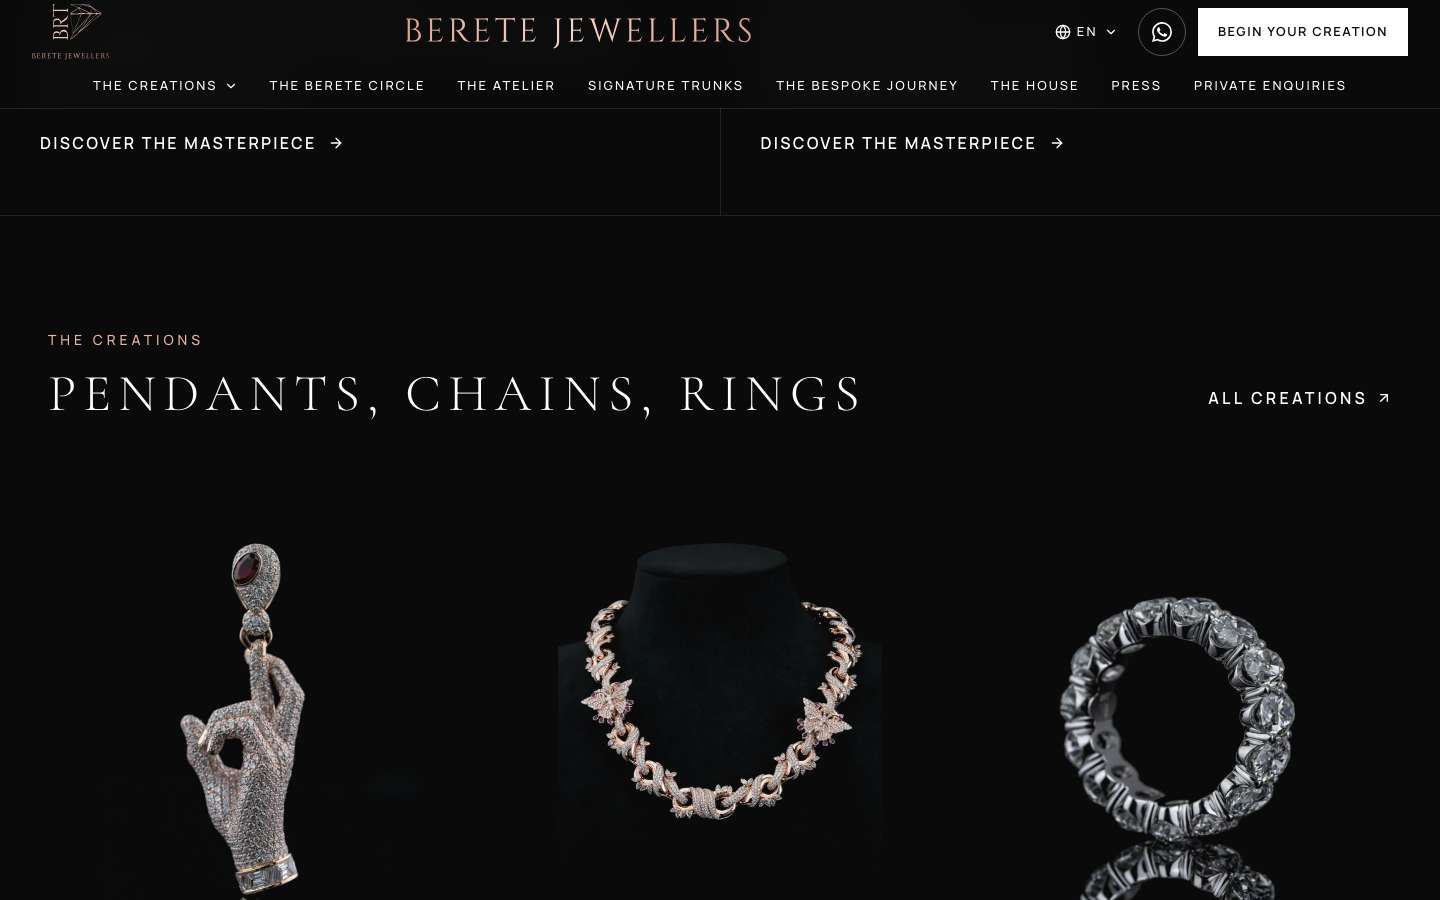 BRT
BERETE JEWELLERS
BERETE JEWELLERS
EN
BEGIN YOUR CREATION
THE CREATIONS
THE BERETE CIRCLE
THE ATELIER
SIGNATURE TRUNKS
THE BESPOKE JOURNEY
THE HOUSE
PRESS
PRIVATE ENQUIRIES
DISCOVER THE MASTERPIECE
DISCOVER THE MASTERPIECE
THE CREATIONS
PENDANTS, CHAINS, RINGS
ALL CREATIONS